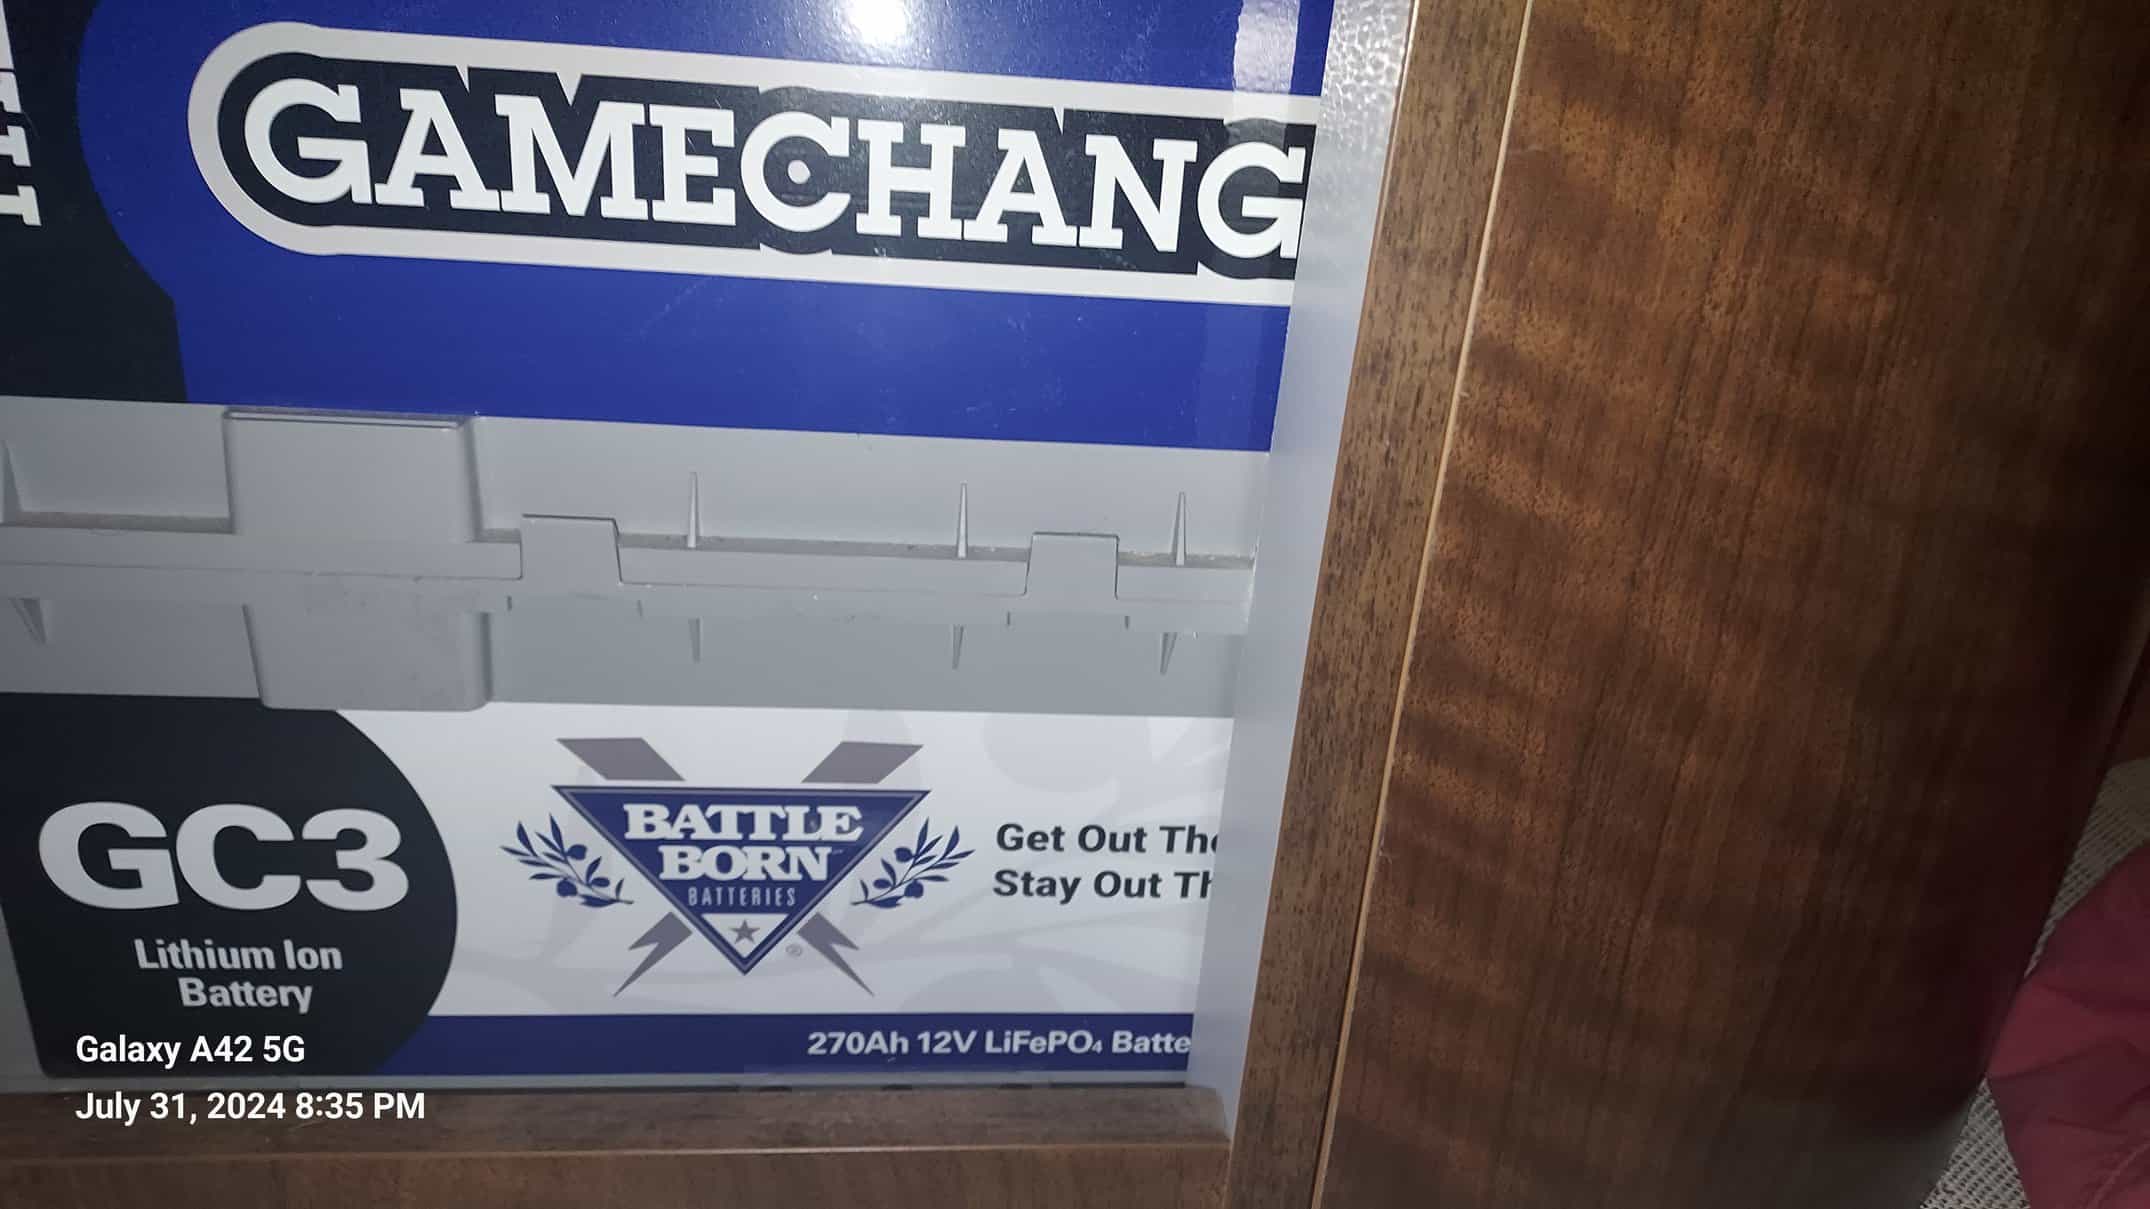 GAMECHANG
GC3
Lithium Ion
Battery
BATTLE
BORN
BATTERIES
®
Get Out The
Stay Out Th
270Ah 12V LiFePO₄ Batte
Galaxy A42 5G
July 31, 2024 8:35 PM